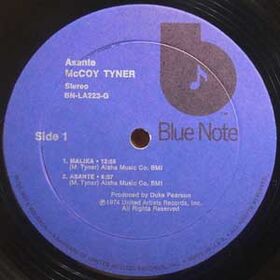 Asante
McCOY TYNER
Stereo
BN-LA223-G
Side 1
Blue Note
1. MALIKA • 13:58
(M. Tyner) Aisha Music Co. BMI
2. ASANTE • 6:07
(M. Tyner) Aisha Music Co. BMI
Produced by Duke Pearson
℗1974 United Artists Records, Inc.
All Rights Reserved